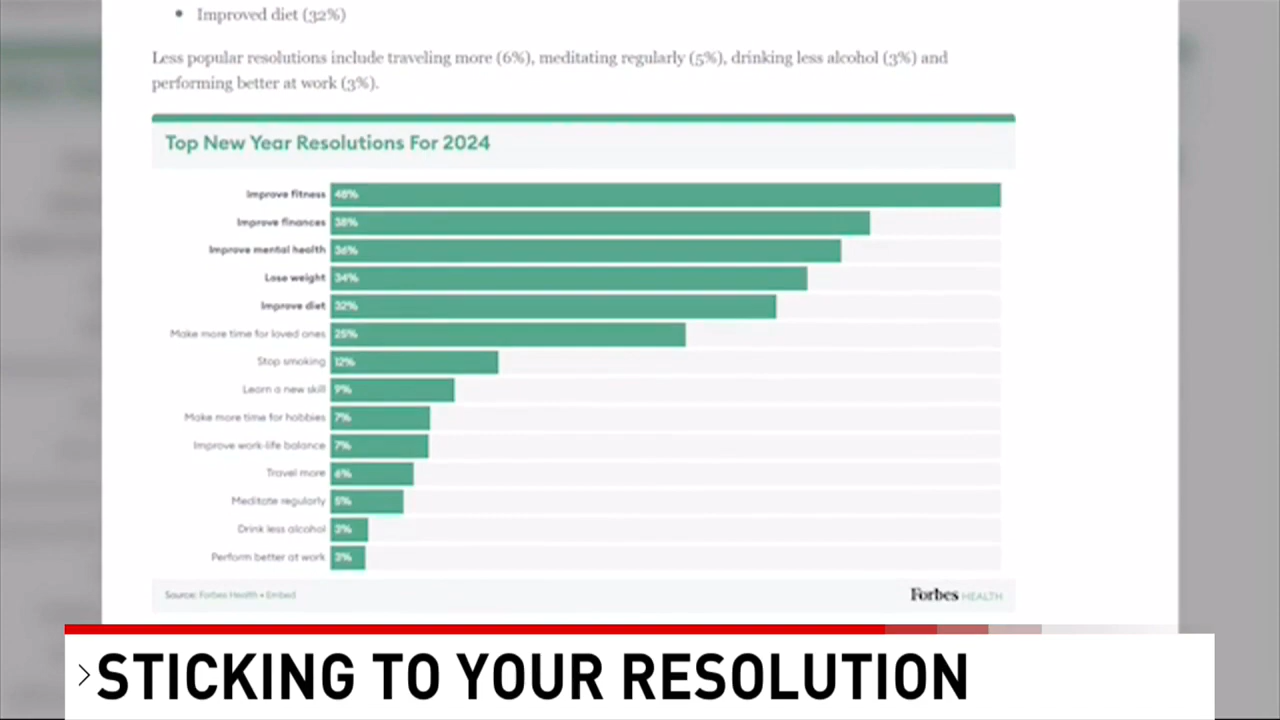 • Improved diet (32%)
Less popular resolutions include traveling more (6%), meditating regularly (5%), drinking less alcohol (3%) and
performing better at work (3%).
Top New Year Resolutions For 2024
Improve fitness 48%
Improve finances 38%
Improve mental health 36%
Lose weight 34%
Improve diet 32%
Make more time for loved ones 25%
Stop smoking 12%
Learn a new skill 9%
Make more time for hobbies 7%
Improve work-life balance 7%
Travel more 6%
Meditate regularly 5%
Drink less alcohol 3%
Perform better at work 3%
Source: Forbes Health • Embed
Forbes HEALTH
STICKING TO YOUR RESOLUTION